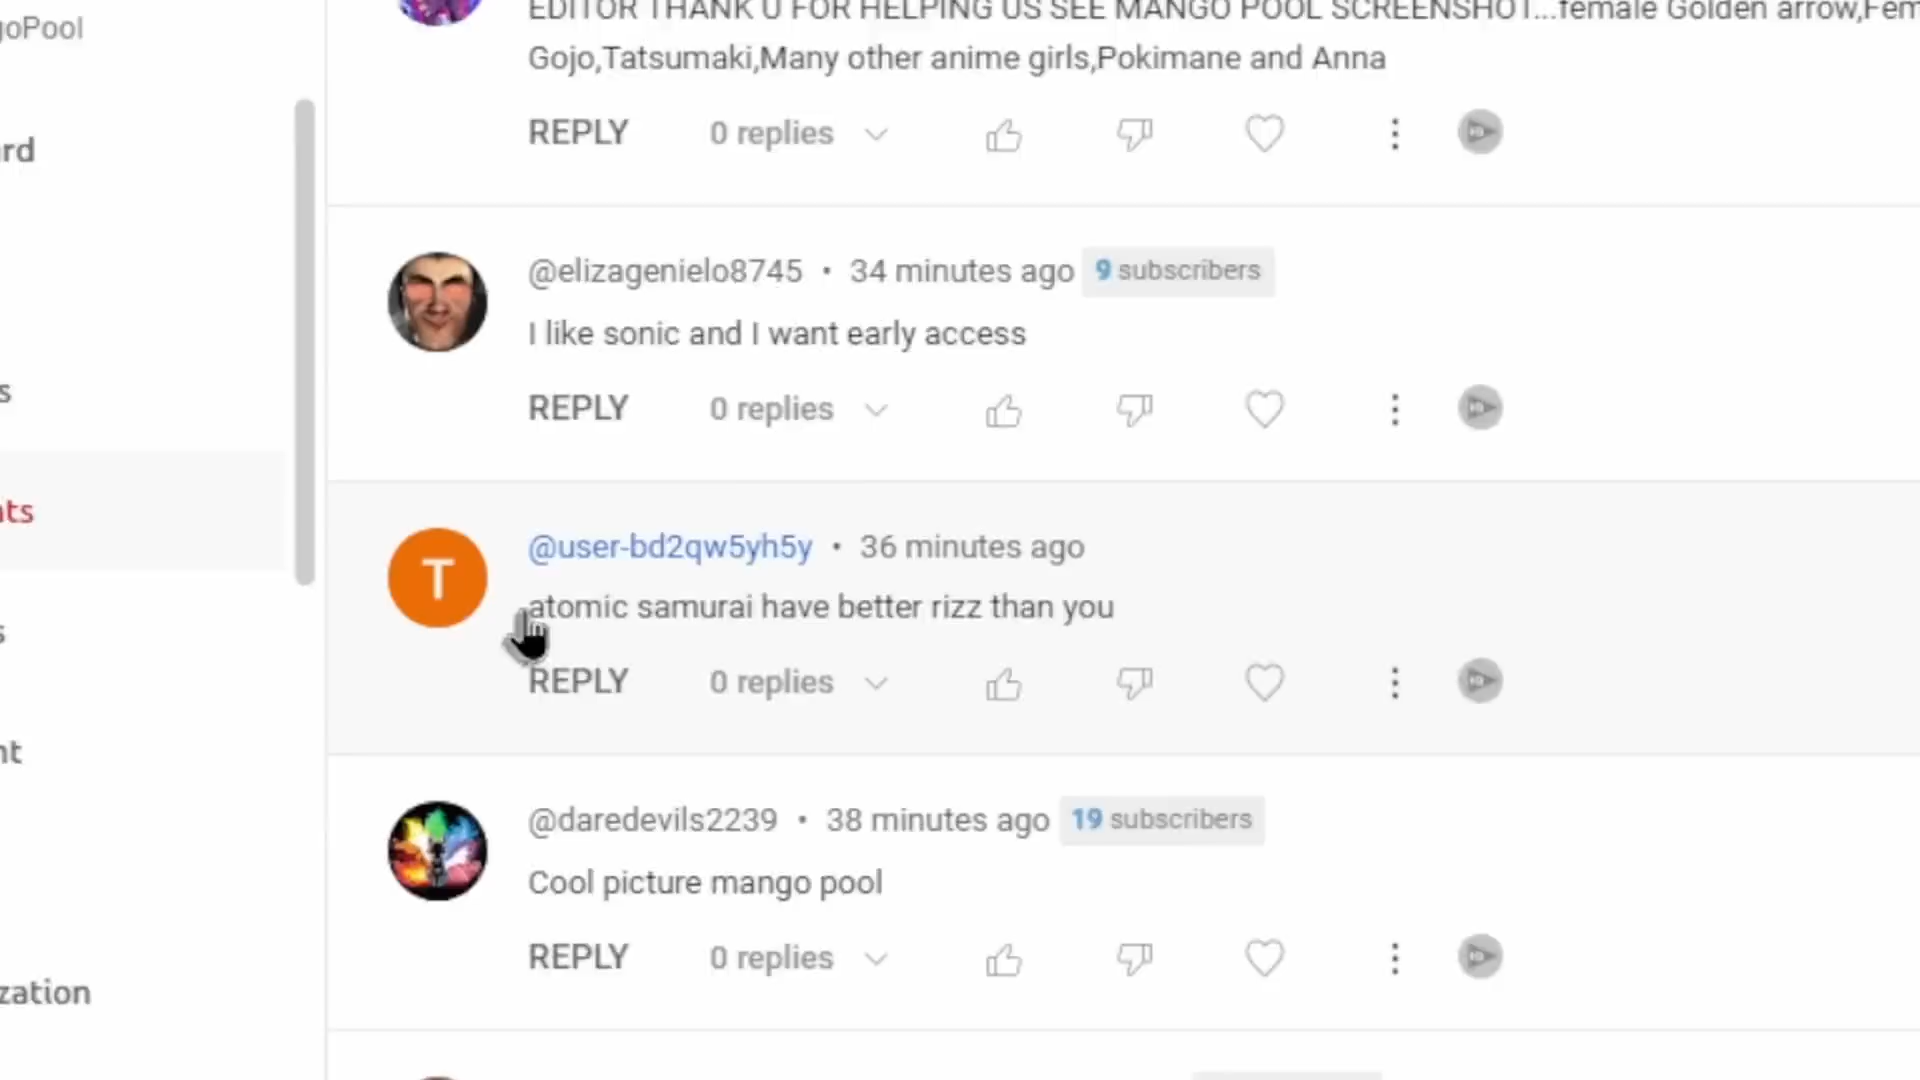 goPool
rd
s
nts
s
nt
zation
EDITOR THANK U FOR HELPING US SEE MANGO POOL SCREENSHOT...female Golden arrow,Fem
Gojo,Tatsumaki,Many other anime girls,Pokimane and Anna
REPLY 0 replies
@elizagenielo8745 • 34 minutes ago 9 subscribers
I like sonic and I want early access
REPLY 0 replies
@user-bd2qw5yh5y • 36 minutes ago
T
atomic samurai have better rizz than you
REPLY 0 replies
@daredevils2239 • 38 minutes ago 19 subscribers
Cool picture mango pool
REPLY 0 replies